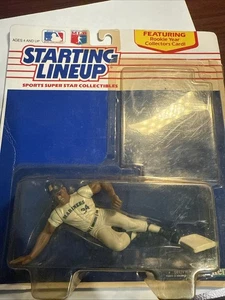 AGES 4 AND UP
FEATURING
Rookie Year
Collectors Card!
STARTING
LINEUP
SPORTS SUPER STAR COLLECTIBLES
MARINERS
24